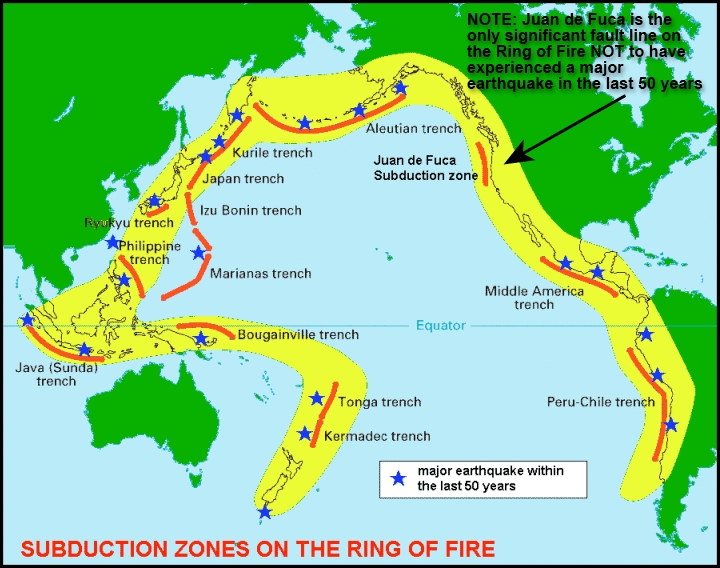 NOTE: Juan de Fuca is the
only significant fault line on
the Ring of Fire NOT to have
experienced a major
earthquake in the last 50 years
Aleutian trench
Kurile trench
Juan de Fuca
Subduction zone
Japan trench
Izu Bonin trench
Ryukyu trench
Philippine
trench
Marianas trench
Middle America
trench
Equator
Bougainville trench
Java (Sunda)
trench
Tonga trench
Peru-Chile trench
Kermadec trench
major earthquake within
the last 50 years
SUBDUCTION ZONES ON THE RING OF FIRE